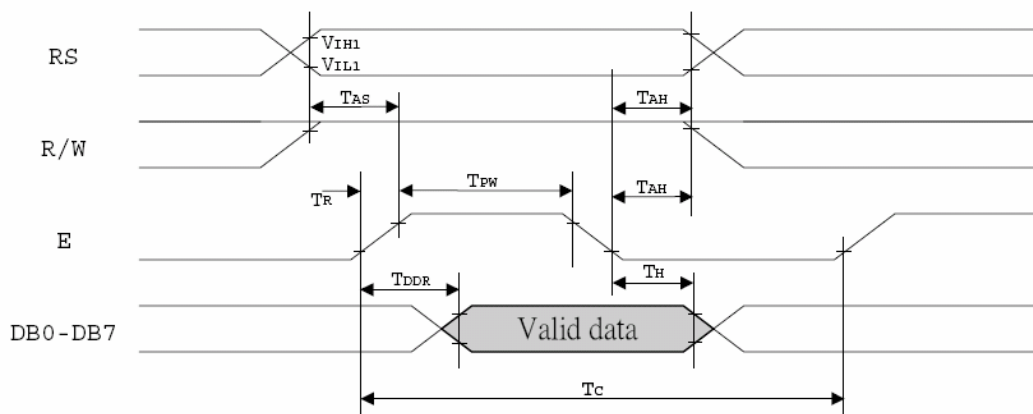 RS
VIH1
VIL1
TAS
TAH
R/W
TPW
TAH
TR
E
TDDR
TH
DB0-DB7
Valid data
TC